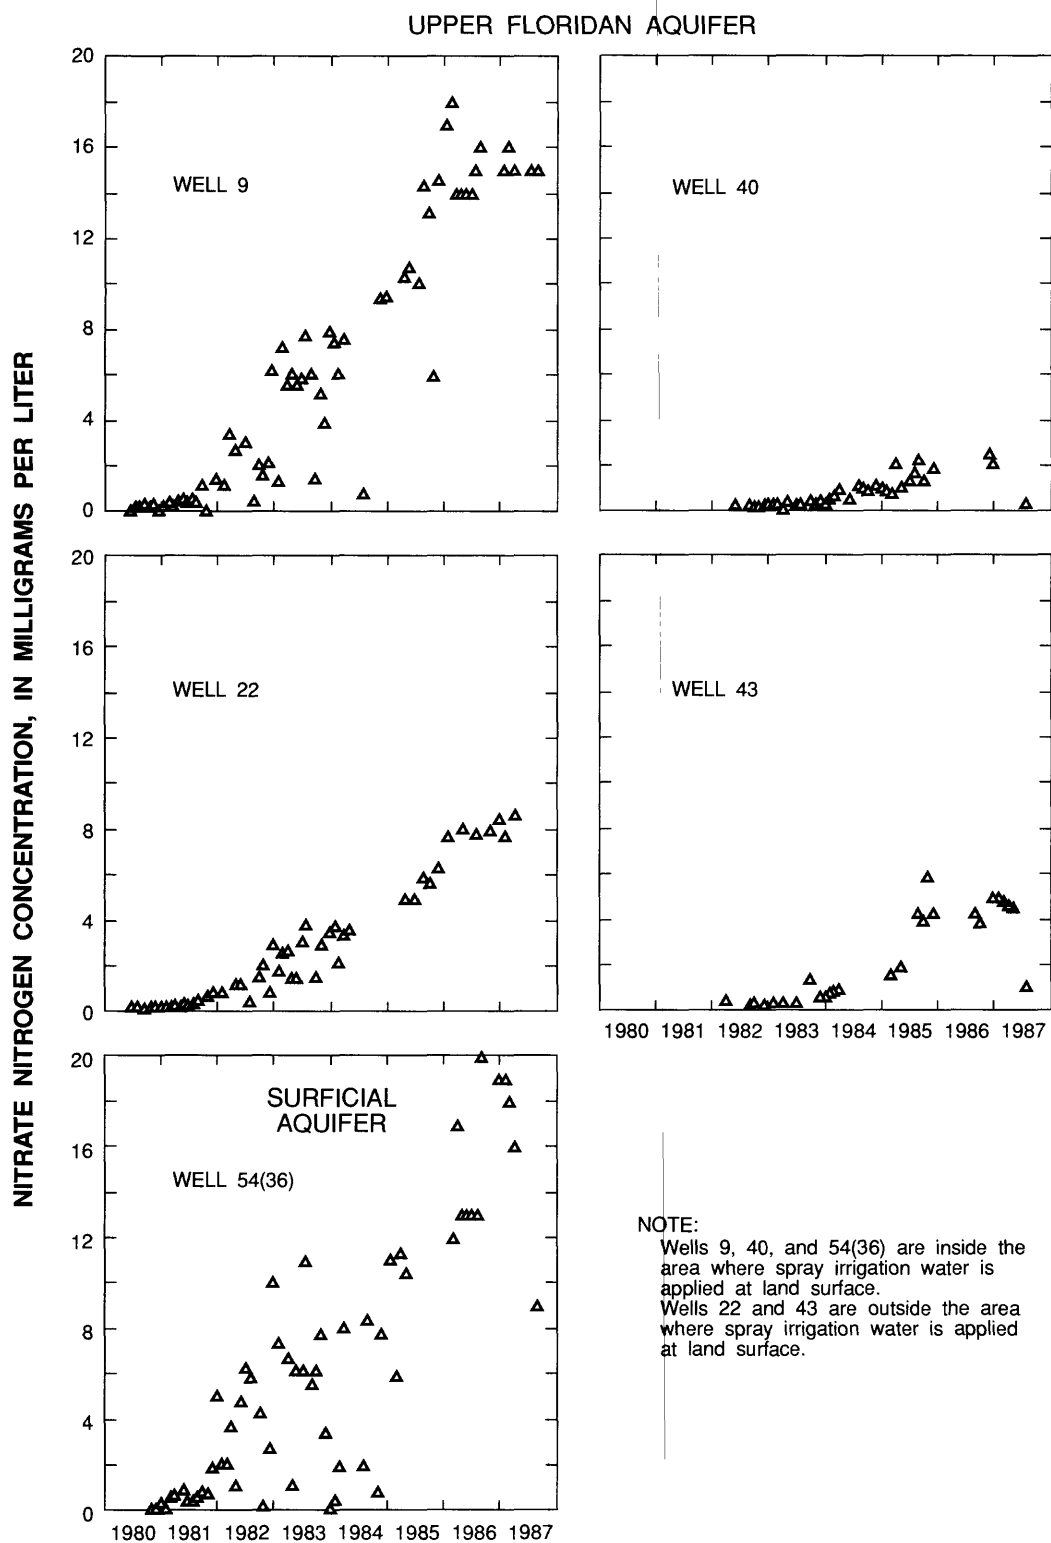 UPPER FLORIDAN AQUIFER
NITRATE NITROGEN CONCENTRATION, IN MILLIGRAMS PER LITER
20
16
12
8
4
0
WELL 9
WELL 40
20
16
12
8
4
0
WELL 22
WELL 43
1980 1981 1982 1983 1984 1985 1986 1987
20
16
12
8
4
0
SURFICIAL
AQUIFER
WELL 54(36)
1980 1981 1982 1983 1984 1985 1986 1987
NOTE:
Wells 9, 40, and 54(36) are inside the
area where spray irrigation water is
applied at land surface.
Wells 22 and 43 are outside the area
where spray irrigation water is applied
at land surface.